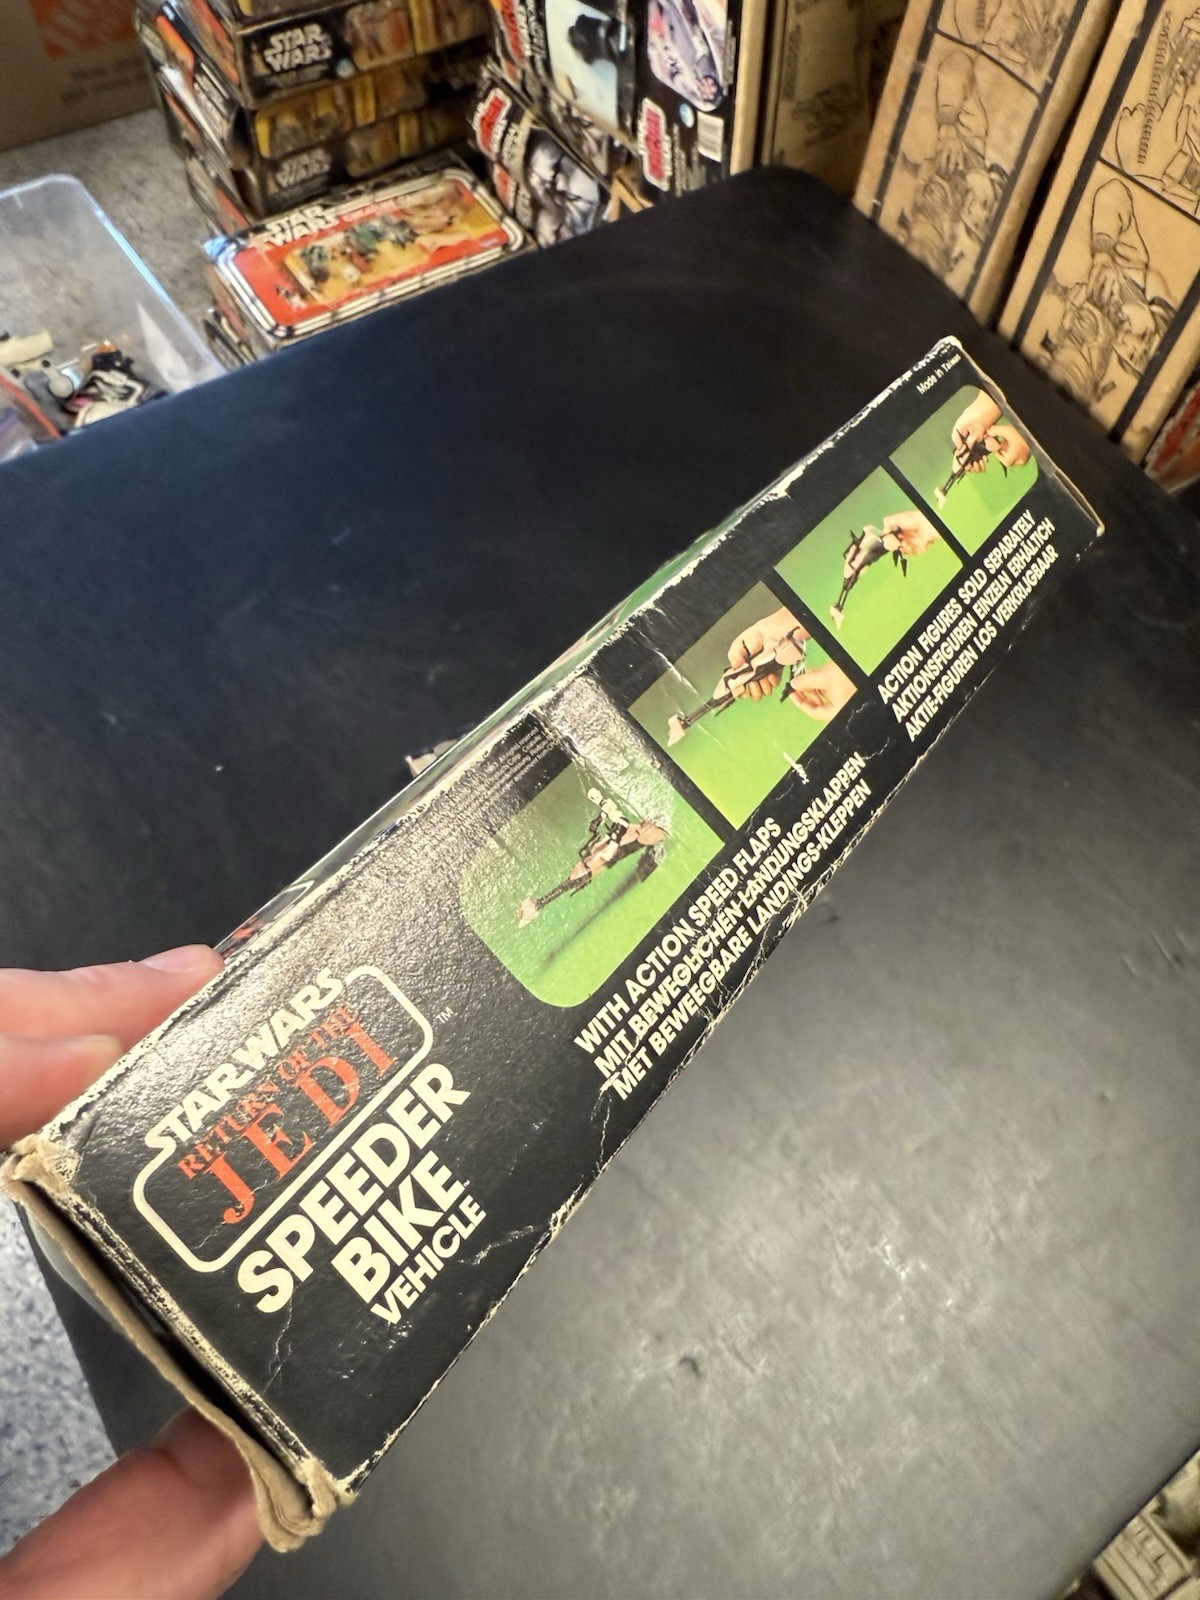 STAR
WARS
STAR
WARS
STAR
WARS
Made in Taiwan
ACTION FIGURES SOLD SEPARATELY
AKTIONSFIGUREN EINZELN ERHÄLTICH
AKTIE-FIGUREN LOS VERKRIJGBAAR
WITH ACTION SPEED FLAPS
MIT BEWEGLICHEN LANDUNGSKLAPPEN
MET BEWEEGBARE LANDINGS-KLEPPEN
STAR WARS
RETURN OF THE
JEDI
TM
SPEEDER
BIKE
VEHICLE